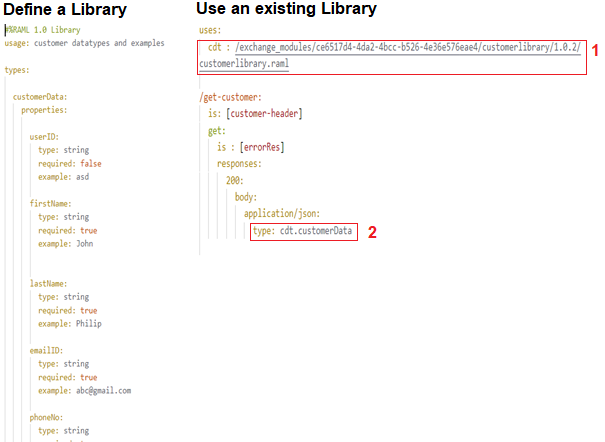 Define a Library
#%RAML 1.0 Library
usage: customer datatypes and examples
types:
customerData:
properties:
userID:
type: string
required: false
example: asd
firstName:
type: string
required: true
example: John
lastName:
type: string
required: true
example: Philip
emailID:
type: string
required: true
example: abc@gmail.com
phoneNo:
type: string
Use an existing Library
uses:
cdt : /exchange_modules/ce6517d4-4da2-4bcc-b526-4e36e576eae4/customerlibrary/1.0.2/
customerlibrary.raml
1
/get-customer:
is: [customer-header]
get:
is : [errorRes]
responses:
200:
body:
application/json:
type: cdt.customerData
2